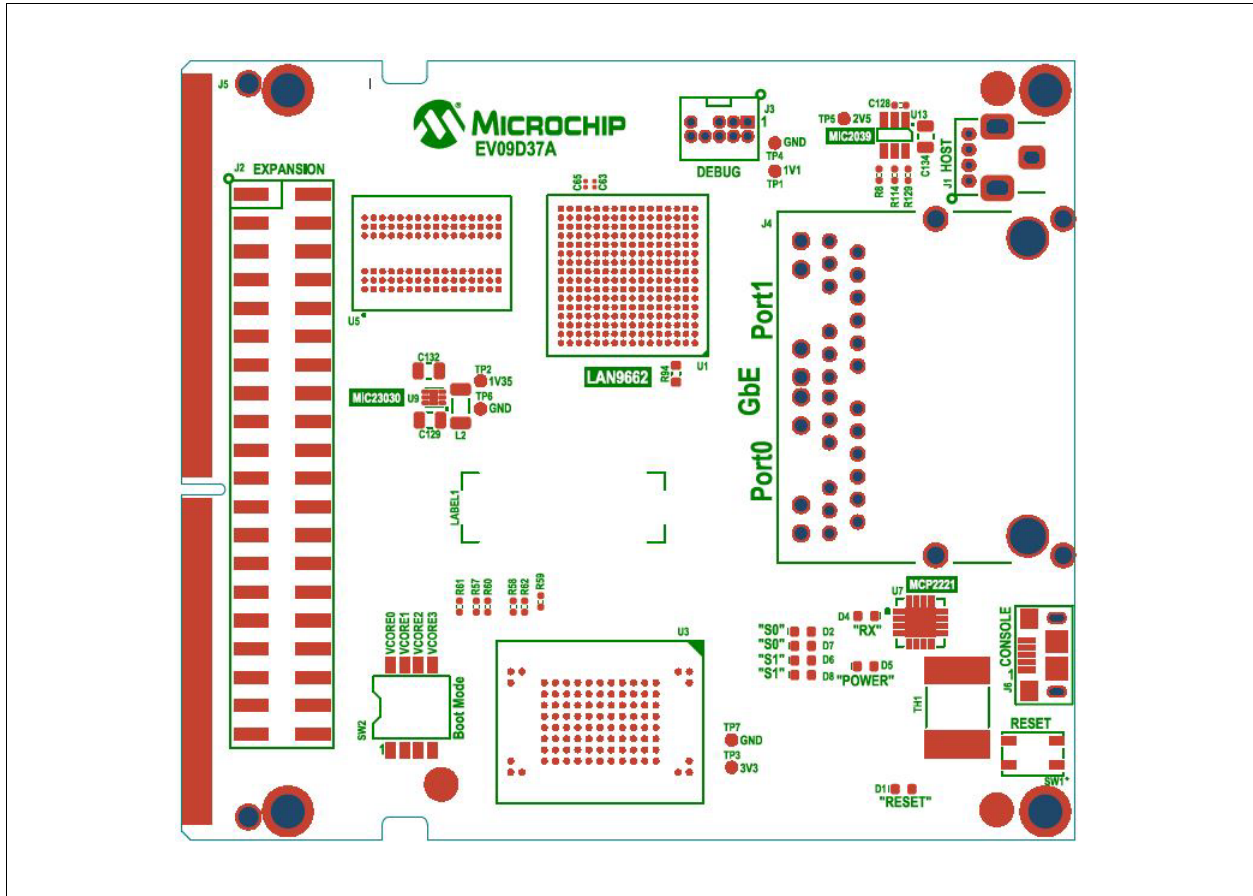 J5
MICROCHIP
EV09D37A
J3
1
DEBUG
GND
TP4
1V1
TP1
C128
U13
TP5 2V5
MIC2039
C134
R8
R114
R129
J1 HOST
J2 EXPANSION
C65
C63
J4
U5
U1
LAN9662
R94
Port1
GbE
Port0
C132
TP2
1V35
MIC23030
U9
TP6
GND
C129
L2
LABEL1
R61
R57
R60
R58
R62
R59
MCP2221
U7
D4
"RX"
"S0" D2
"S0" D7
"S1" D6
"S1" D8
D5
"POWER"
U3
VCORE0
VCORE1
VCORE2
VCORE3
SW2
Boot Mode
1
TP7
GND
TP3
3V3
TH1
CONSOLE
J6
1
RESET
SW1
D1
"RESET"